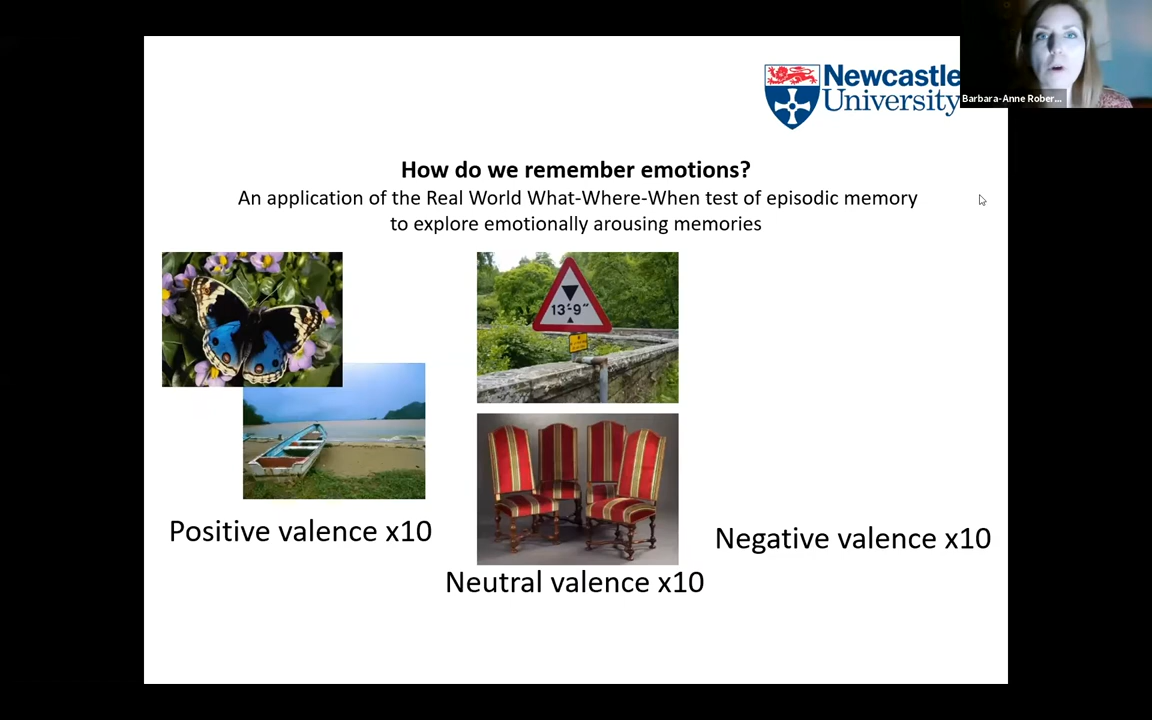 Newcastle
University
Barbara-Anne Rober...
How do we remember emotions?
An application of the Real World What-Where-When test of episodic memory
to explore emotionally arousing memories
13'-9"
Positive valence x10
Negative valence x10
Neutral valence x10